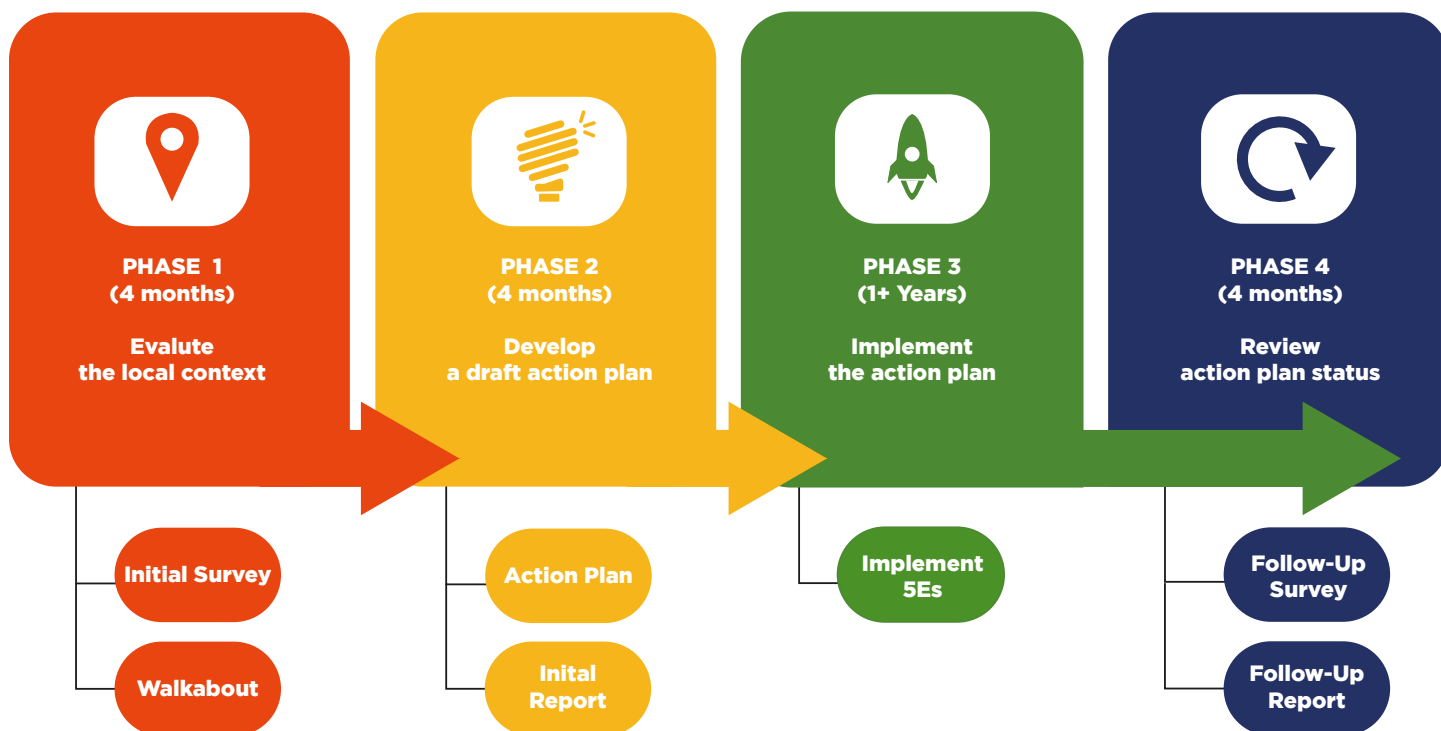 PHASE 1
(4 months)
Evalute
the local context
PHASE 2
(4 months)
Develop
a draft action plan
PHASE 3
(1+ Years)
Implement
the action plan
PHASE 4
(4 months)
Review
action plan status
Initial Survey
Walkabout
Action Plan
Inital
Report
Implement
5Es
Follow-Up
Survey
Follow-Up
Report